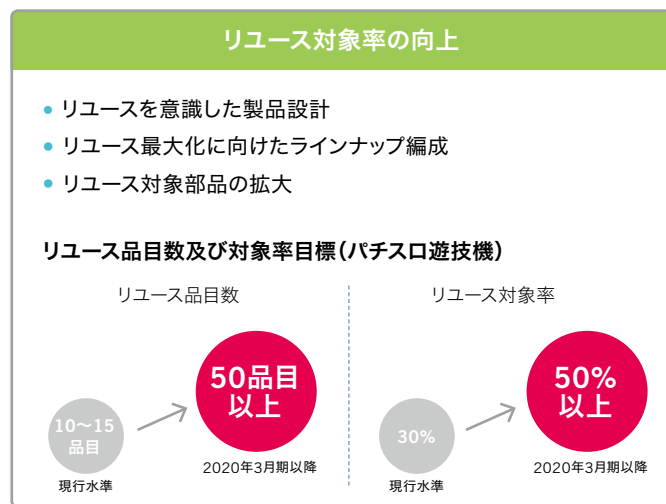 リユース対象率の向上
● リユースを意識した製品設計
● リユース最大化に向けたラインナップ編成
● リユース対象部品の拡大
リユース品目数及び対象率目標（パチスロ遊技機）
リユース品目数
10～15
品目
現行水準
50品目
以上
2020年3月期以降
リユース対象率
30%
現行水準
50%
以上
2020年3月期以降